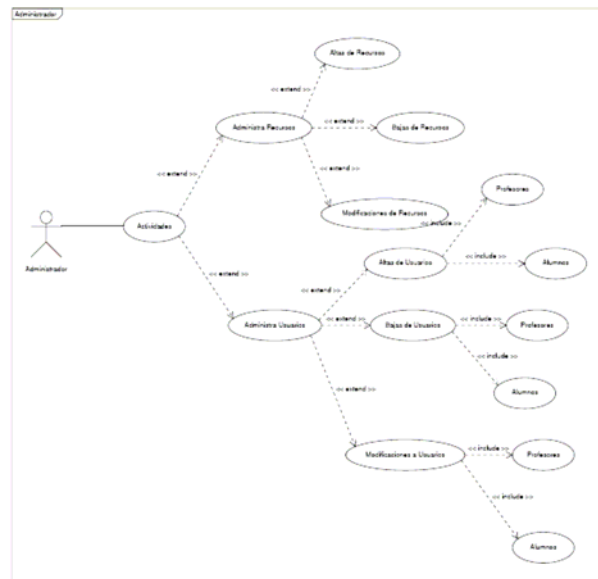 Administrador
Altas de Recursos
<< extend >>
Administra Recursos
<< extend >>
Bajas de Recursos
<< extend >>
<< extend >>
Profesores
Modificaciones de Recursos
<< include >>
Actividades
Administrador
<< extend >>
Altas de Usuarios
<< include >>
Alumnos
<< extend >>
Administra Usuarios
<< extend >>
Bajas de Usuarios
<< include >>
Profesores
<< include >>
<< extend >>
Alumnos
Modificaciones a Usuarios
<< include >>
Profesores
<< include >>
Alumnos